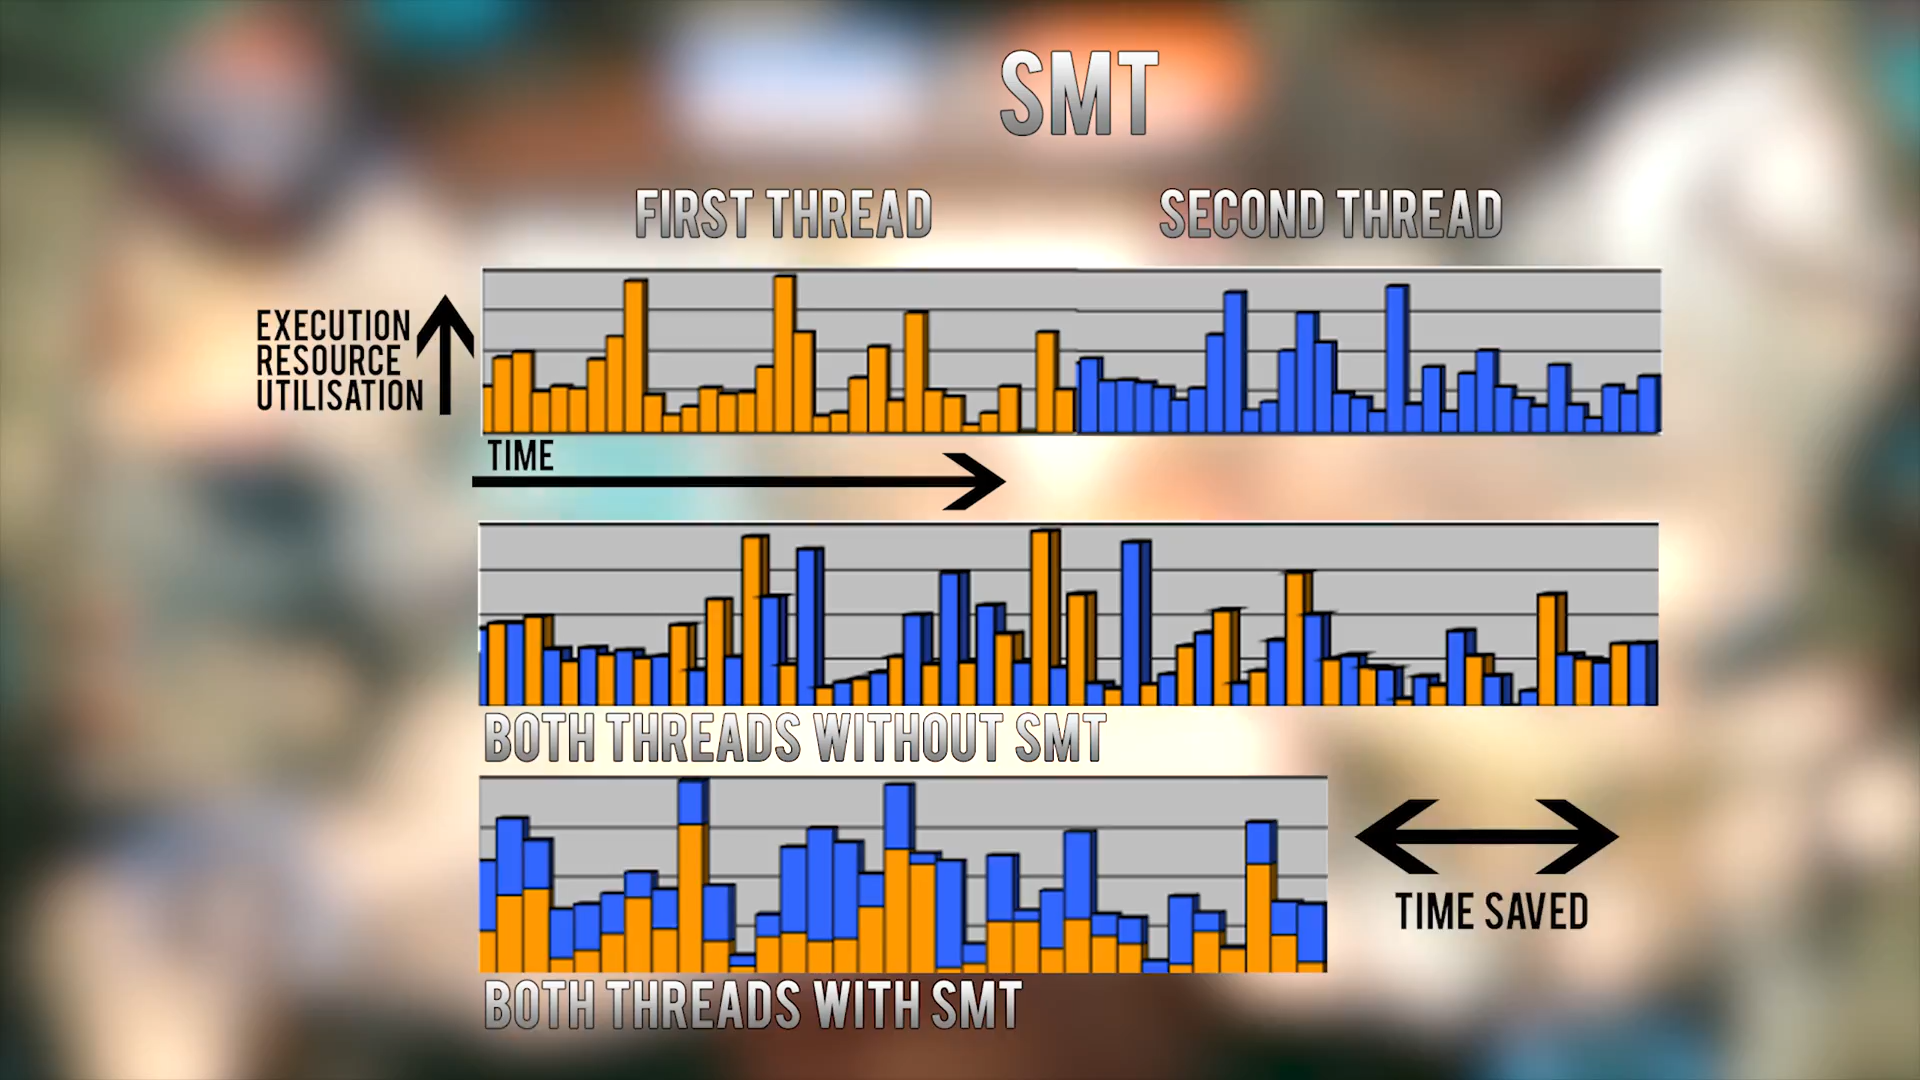 SMT
FIRST THREAD
SECOND THREAD
EXECUTION
RESOURCE
UTILISATION
TIME
BOTH THREADS WITHOUT SMT
TIME SAVED
BOTH THREADS WITH SMT